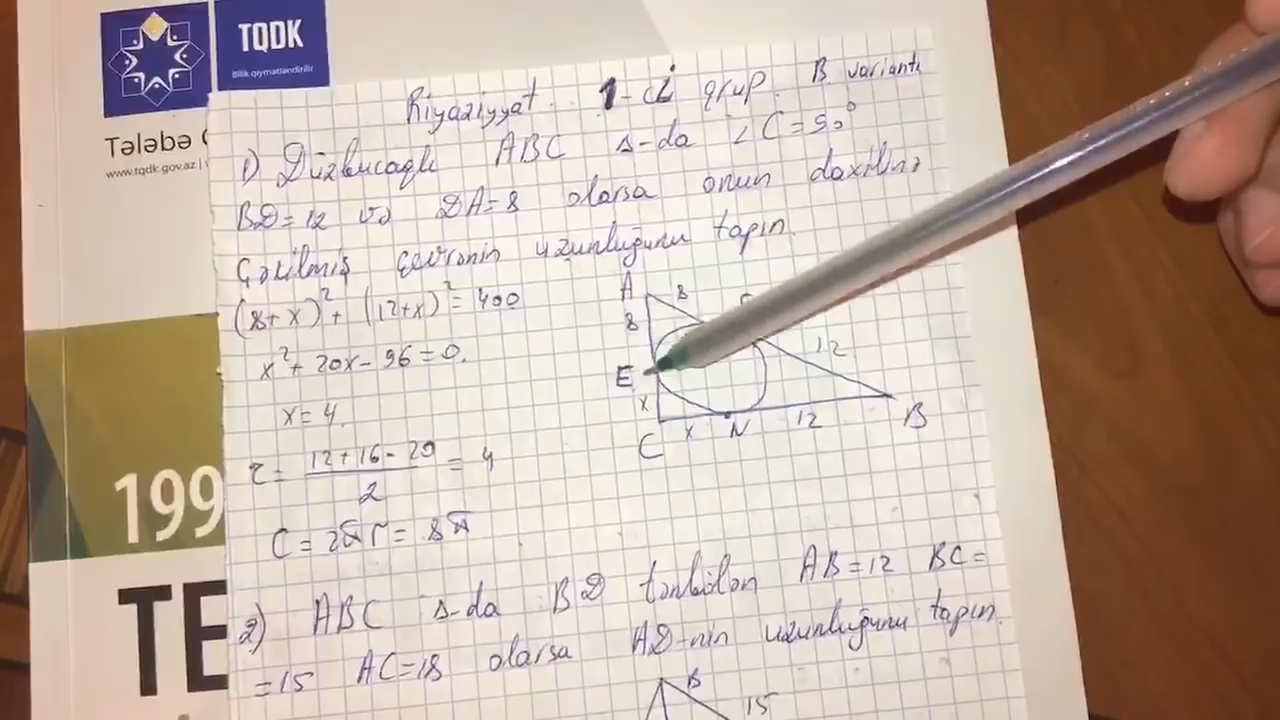 TQDK
Bilik qiymətləndirilir
Tələbə
www.tqdk.gov.az
Riyaziyyat. 1-ci qrup. B variantı
1) Düzbucaqlı ABC Δ-da ∠C=90°
BD=12 və DA=8 olarsa onun daxilinə
çəkilmiş çevrənin uzunluğunu tapın.
(8+x)²+(12+x)²=400
x²+20x-96=0.
x=4.
r=(12+16-20)/2=4
C=2πr=8π
A 8
8
12
E
x
C x N 12 B
199
TE
2) ABC Δ-da BD tənbölən AB=12 BC=
=15 AC=18 olarsa AD-nin uzunluğunu tapın.
B
15